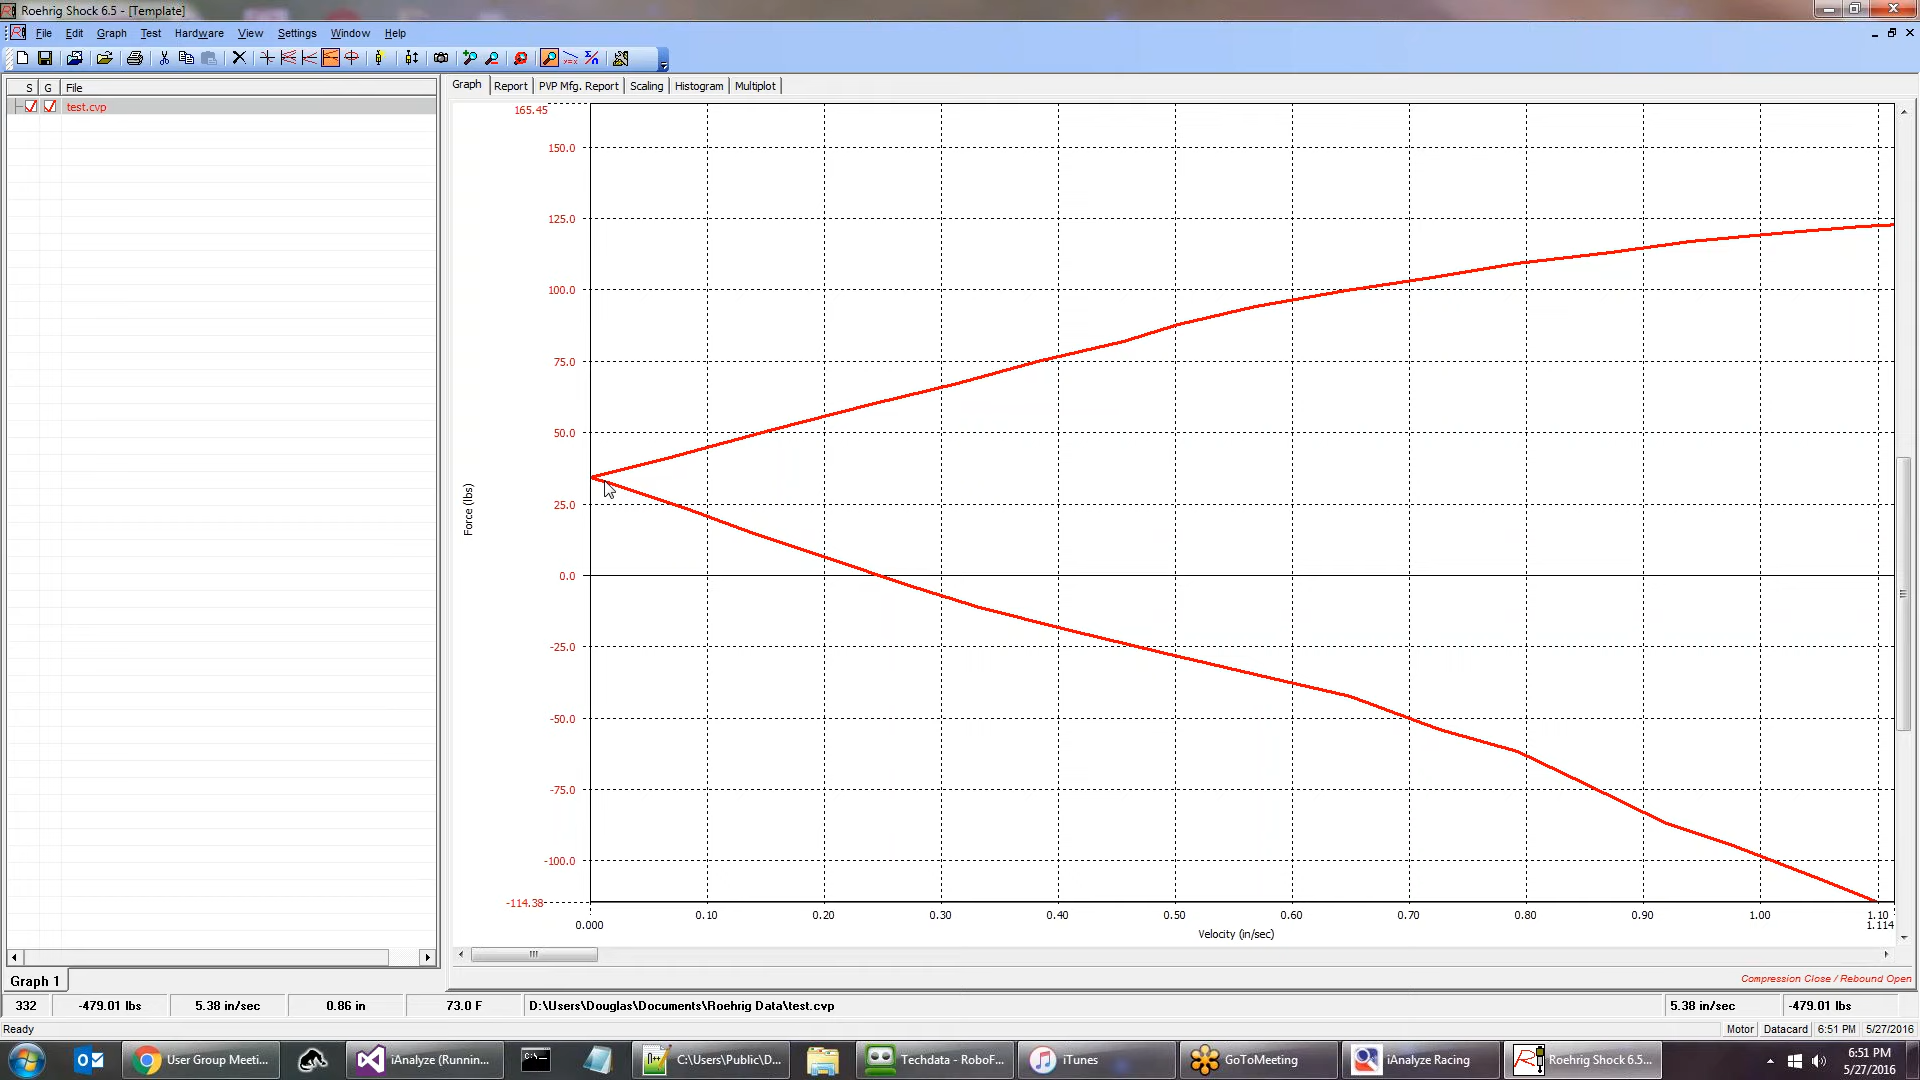 Roehrig Shock 6.5 - [Template]
File Edit Graph Test Hardware View Settings Window Help
S G File
test.cvp
Graph Report PVP Mfg. Report Scaling Histogram Multiplot
165.45
150.0
125.0
100.0
75.0
50.0
25.0
0.0
-25.0
-50.0
-75.0
-100.0
-114.38
Force (lbs)
0.10 0.20 0.30 0.40 0.50 0.60 0.70 0.80 0.90 1.00 1.10
0.000 1.114
Velocity (in/sec)
Compression Close / Rebound Open
Graph 1
332 -479.01 lbs 5.38 in/sec 0.86 in 73.0 F D:\Users\Douglas\Documents\Roehrig Data\test.cvp 5.38 in/sec -479.01 lbs
Ready Motor Datacard 6:51 PM 5/27/2016
User Group Meeti... iAnalyze (Runnin... C:\Users\Public\D... Techdata - RoboF... iTunes GoToMeeting iAnalyze Racing Roehrig Shock 6.5... 6:51 PM
5/27/2016